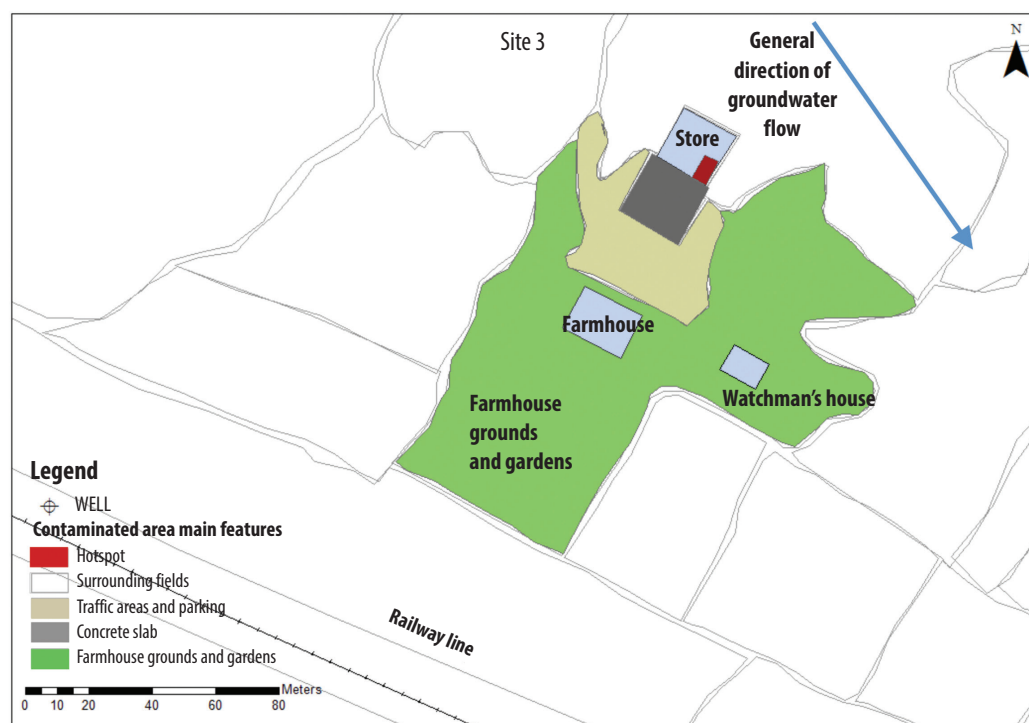 Site 3
General
direction of
groundwater
flow
N
Store
Farmhouse
Watchman's house
Farmhouse
grounds
and gardens
Railway line
Legend
WELL
Contaminated area main features
Hotspot
Surrounding fields
Traffic areas and parking
Concrete slab
Farmhouse grounds and gardens
Meters
0 10 20 40 60 80